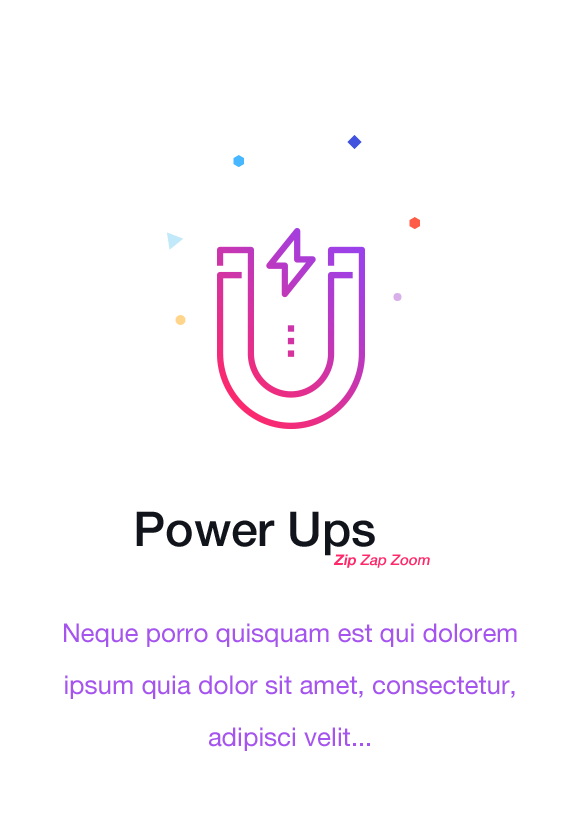 Power Ups
Zip Zap Zoom
Neque porro quisquam est qui dolorem
ipsum quia dolor sit amet, consectetur,
adipisci velit...